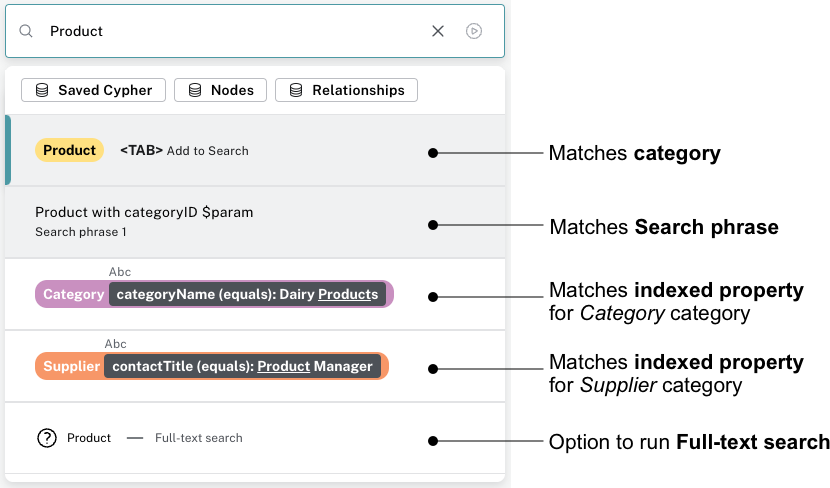 Product
Saved Cypher
Nodes
Relationships
Product <TAB> Add to Search
Matches category
Product with categoryID $param
Search phrase 1
Matches Search phrase
Abc
Category categoryName (equals): Dairy Products
Matches indexed property
for Category category
Abc
Supplier contactTitle (equals): Product Manager
Matches indexed property
for Supplier category
? Product — Full-text search
Option to run Full-text search